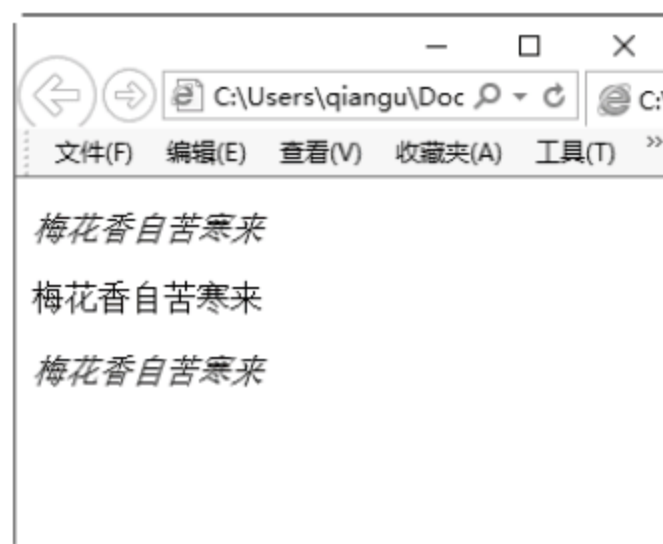 C:\Users\qiangu\Doc
C:\
文件(F) 编辑(E) 查看(V) 收藏夹(A) 工具(T) »
梅花香自苦寒来
梅花香自苦寒来
梅花香自苦寒来